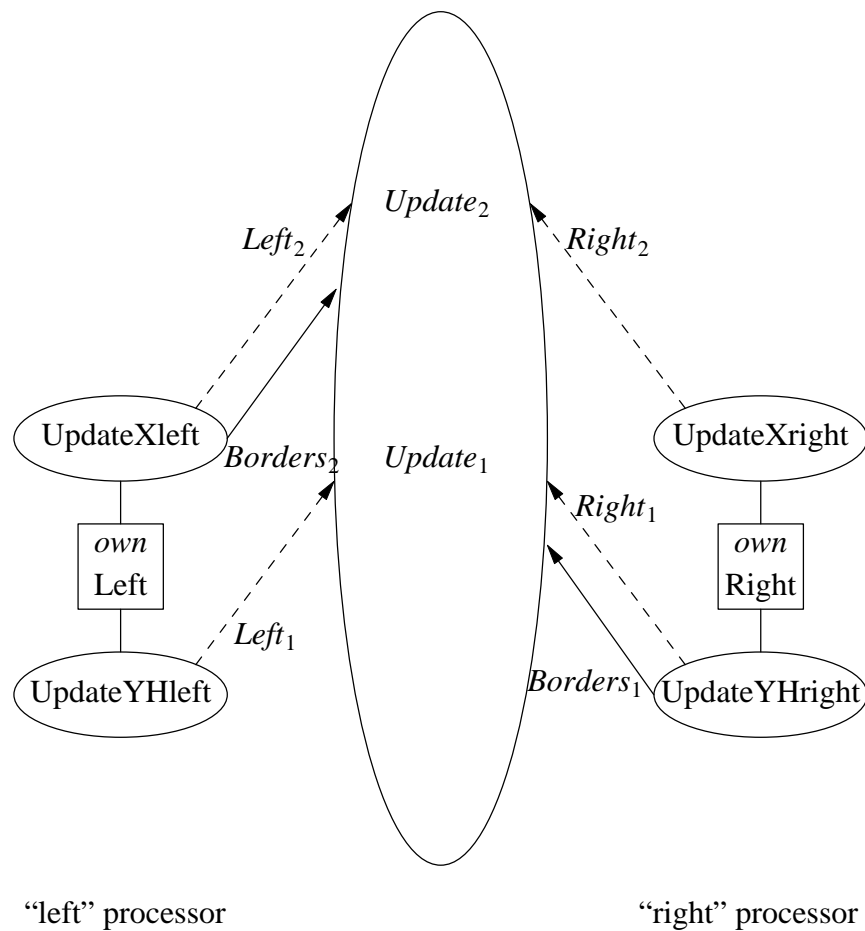 Update₂
Left₂
Right₂
UpdateXleft
UpdateXright
Borders₂
Update₁
Right₁
own
Left
own
Right
Left₁
Borders₁
UpdateYHleft
UpdateYHright
“left” processor
“right” processor